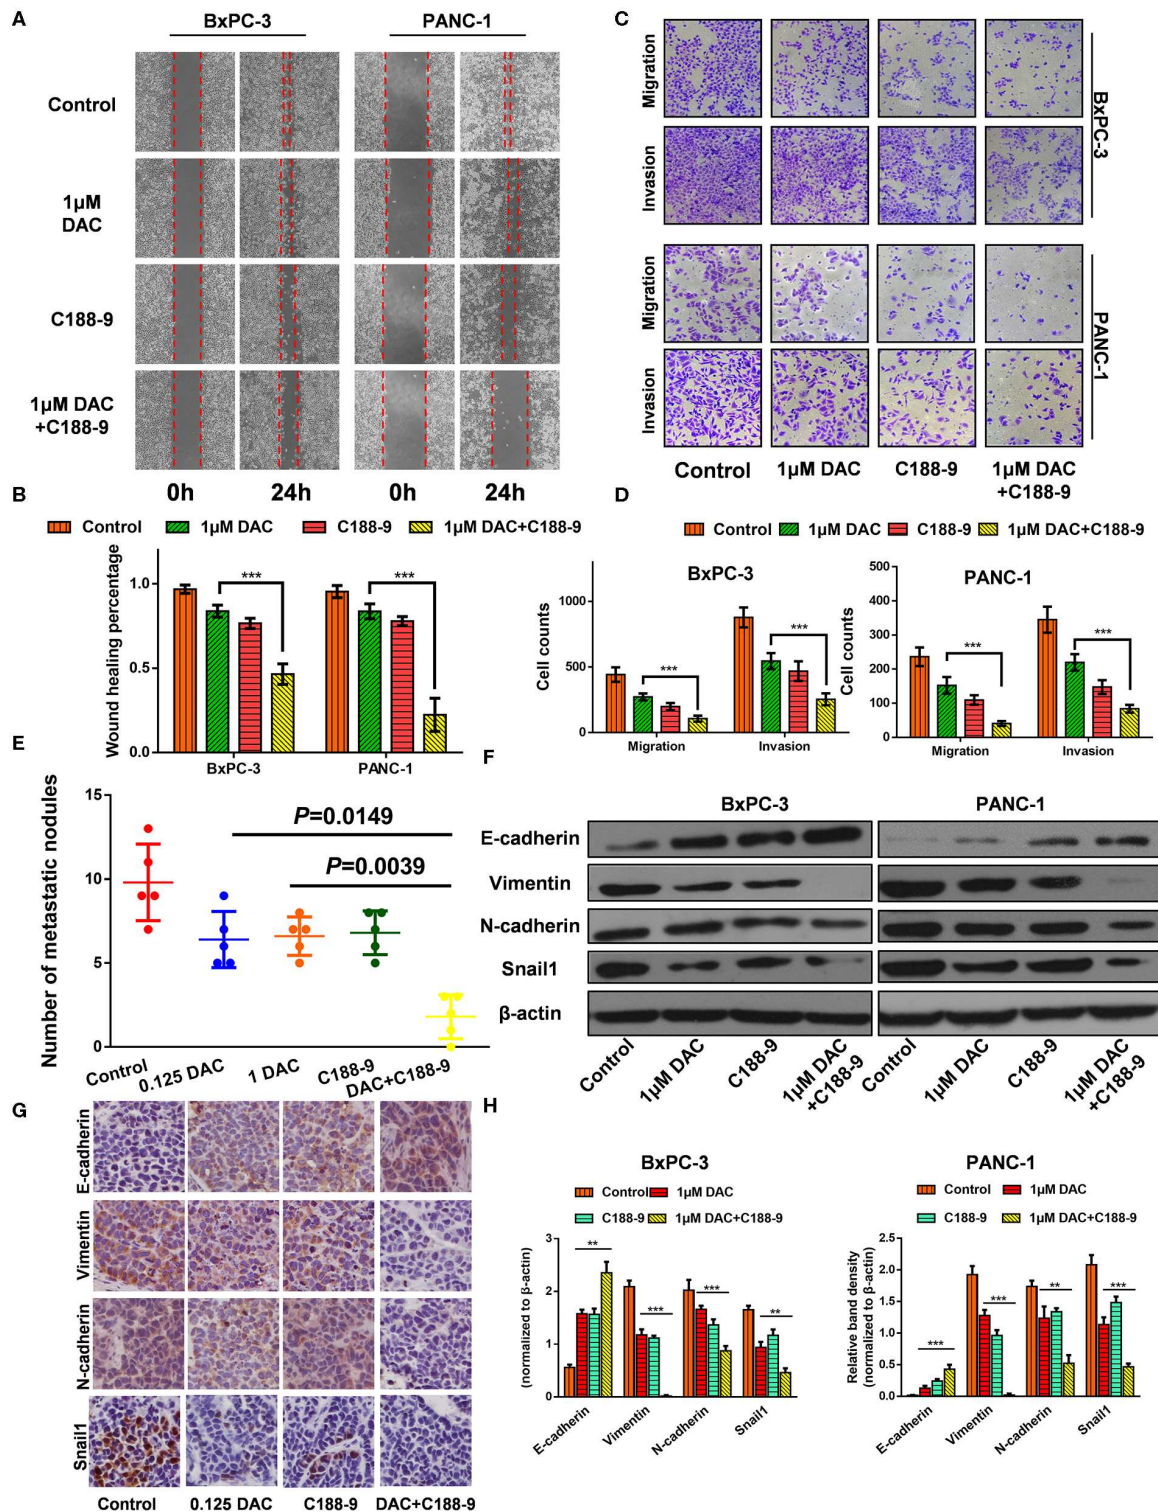 A
BxPC-3
PANC-1
Control
1μM
DAC
C188-9
1μM DAC
+C188-9
0h
24h
0h
24h
B
Control
1μM DAC
C188-9
1μM DAC+C188-9
Wound healing percentage
1.0
0.5
0.0
***
***
BxPC-3
PANC-1
C
Migration
Invasion
BxPC-3
Migration
Invasion
PANC-1
Control
1μM DAC
C188-9
1μM DAC
+C188-9
D
Control
1μM DAC
C188-9
1μM DAC+C188-9
BxPC-3
Cell counts
1000
500
0
***
***
Migration
Invasion
PANC-1
Cell counts
500
400
300
200
100
0
***
***
Migration
Invasion
E
Number of metastatic nodules
15
10
5
0
P=0.0149
P=0.0039
Control
0.125 DAC
1 DAC
C188-9
DAC+C188-9
F
BxPC-3
PANC-1
E-cadherin
Vimentin
N-cadherin
Snail1
β-actin
Control
1μM DAC
C188-9
1μM DAC
+C188-9
Control
1μM DAC
C188-9
1μM DAC
+C188-9
G
E-cadherin
Vimentin
N-cadherin
Snail1
Control
0.125 DAC
C188-9
DAC+C188-9
H
BxPC-3
Control
1μM DAC
C188-9
1μM DAC+C188-9
(normalized to β-actin)
3
2
1
0
**
***
***
**
E-cadherin
Vimentin
N-cadherin
Snail1
PANC-1
Control
1μM DAC
C188-9
1μM DAC+C188-9
Relative band density
(normalized to β-actin)
2.5
2.0
1.5
1.0
0.5
0.0
***
***
**
***
E-cadherin
Vimentin
N-cadherin
Snail1